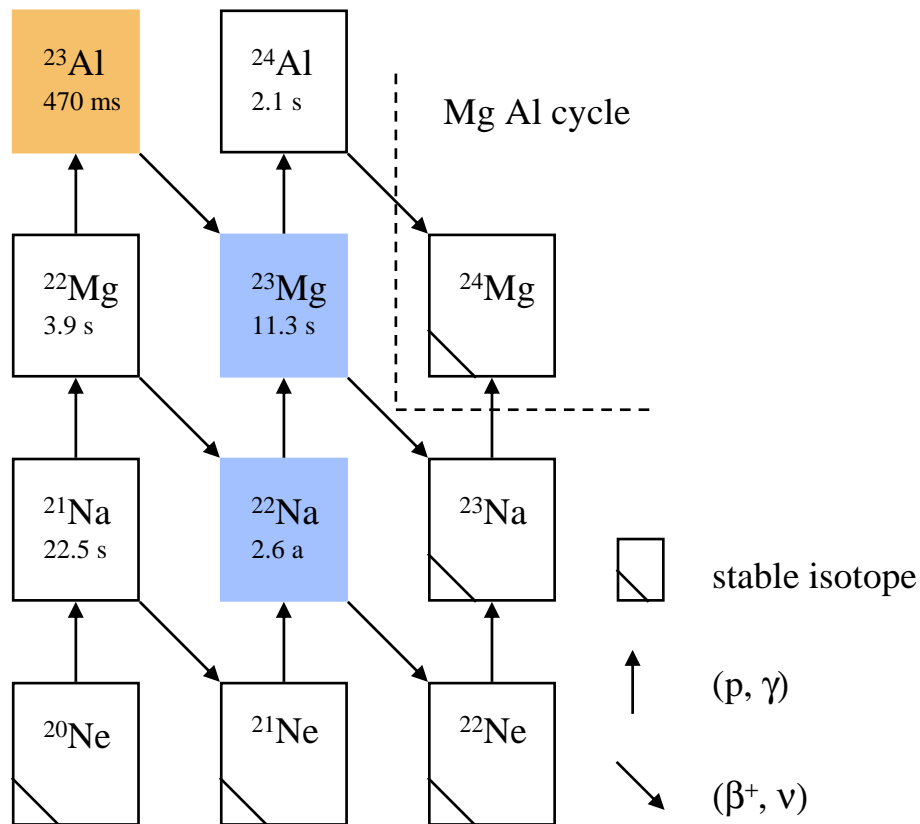 ²³Al
470 ms
²⁴Al
2.1 s
Mg Al cycle
²²Mg
3.9 s
²³Mg
11.3 s
²⁴Mg
²¹Na
22.5 s
²²Na
2.6 a
²³Na
stable isotope
(p, γ)
²⁰Ne
²¹Ne
²²Ne
(β⁺, ν)